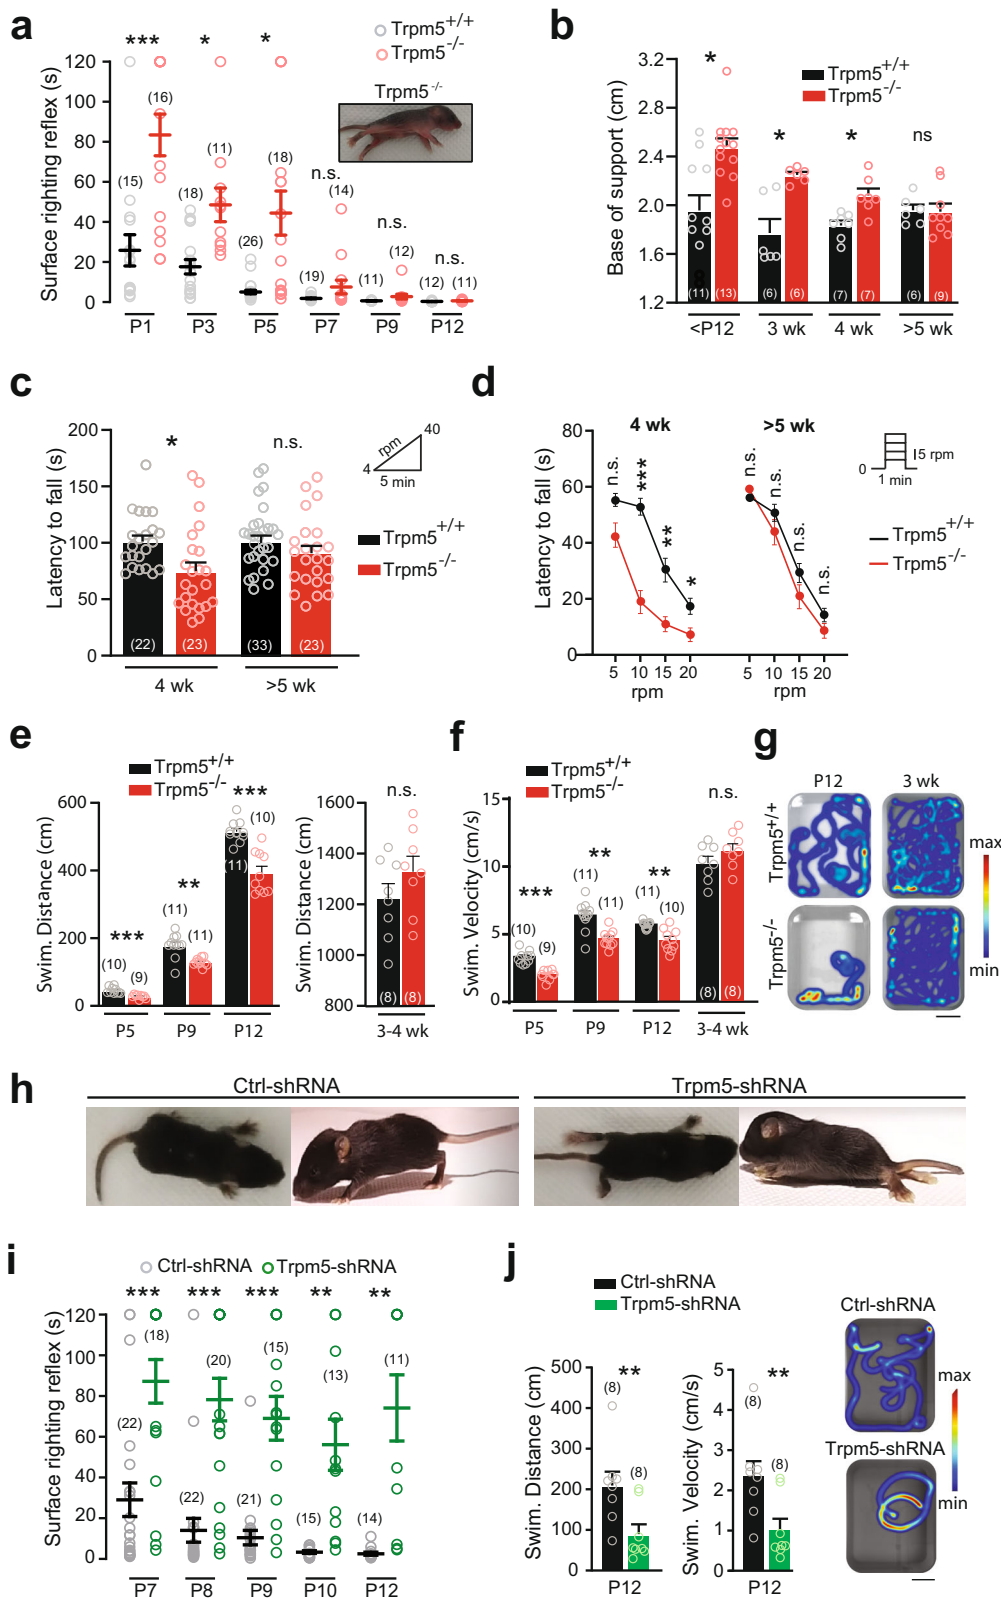 a
Trpm5+/+
Trpm5-/-
*** * *
Trpm5-/-
Surface righting reflex (s)
120
100
80
60
40
20
0
(15) (16) (18) (11) (26) (18) (19) (14) (11) (12) (12) (11)
n.s. n.s. n.s.
P1 P3 P5 P7 P9 P12
b
Trpm5+/+
Trpm5-/-
* * * ns
Base of support (cm)
3.2
2.8
2.4
2.0
1.6
1.2
(11) (13) (6) (6) (7) (7) (6) (9)
<P12 3 wk 4 wk >5 wk
c
Latency to fall (s)
200
150
100
50
0
* n.s.
4 rpm 40
5 min
Trpm5+/+
Trpm5-/-
(22) (23) (33) (23)
4 wk >5 wk
d
4 wk >5 wk
Latency to fall (s)
80
60
40
20
0
n.s. *** ** *
n.s. n.s. n.s. n.s.
5 rpm
0 1 min
Trpm5+/+
Trpm5-/-
5 10 15 20 5 10 15 20
rpm rpm
e
Trpm5+/+
Trpm5-/-
Swim. Distance (cm)
600
400
200
0
*** ** ***
(10) (9) (11) (11) (11) (10)
P5 P9 P12
Swim. Distance (cm)
1600
1400
1200
1000
800
n.s.
(8) (8)
3-4 wk
f
Trpm5+/+
Trpm5-/-
Swim. Velocity (cm/s)
15
10
5
0
*** ** ** n.s.
(10) (9) (11) (11) (11) (10) (8) (8)
P5 P9 P12 3-4 wk
g
P12 3 wk
Trpm5+/+
Trpm5-/-
max
min
h
Ctrl-shRNA Trpm5-shRNA
i
Ctrl-shRNA Trpm5-shRNA
*** *** *** ** **
Surface righting reflex (s)
120
100
80
60
40
20
0
(22) (18) (22) (20) (21) (15) (15) (13) (14) (11)
P7 P8 P9 P10 P12
j
Ctrl-shRNA
Trpm5-shRNA
Swim. Distance (cm)
500
400
300
200
100
0
**
(8) (8)
P12
Swim. Velocity (cm/s)
5
4
3
2
1
0
**
(8) (8)
P12
Ctrl-shRNA
Trpm5-shRNA
max
min